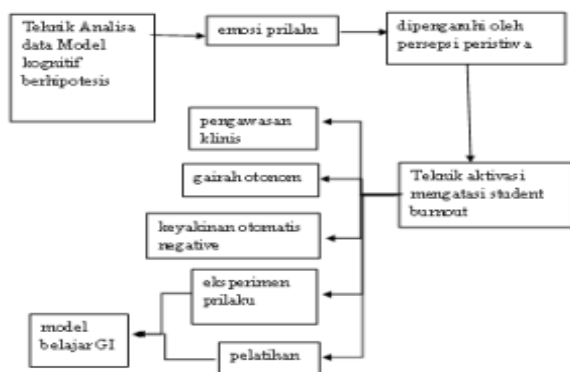 Teknik Analisa
data Model
kognitif
berhipotesis
emosi prilaku
dipengaruhi oleh
persepsi peristiwa
pengawasan
klinis
gairah otonom
keyakinan otomatis
negative
eksperimen
prilaku
pelatihan
Teknik aktivasi
mengatasi student
burnout
model
belajar GI